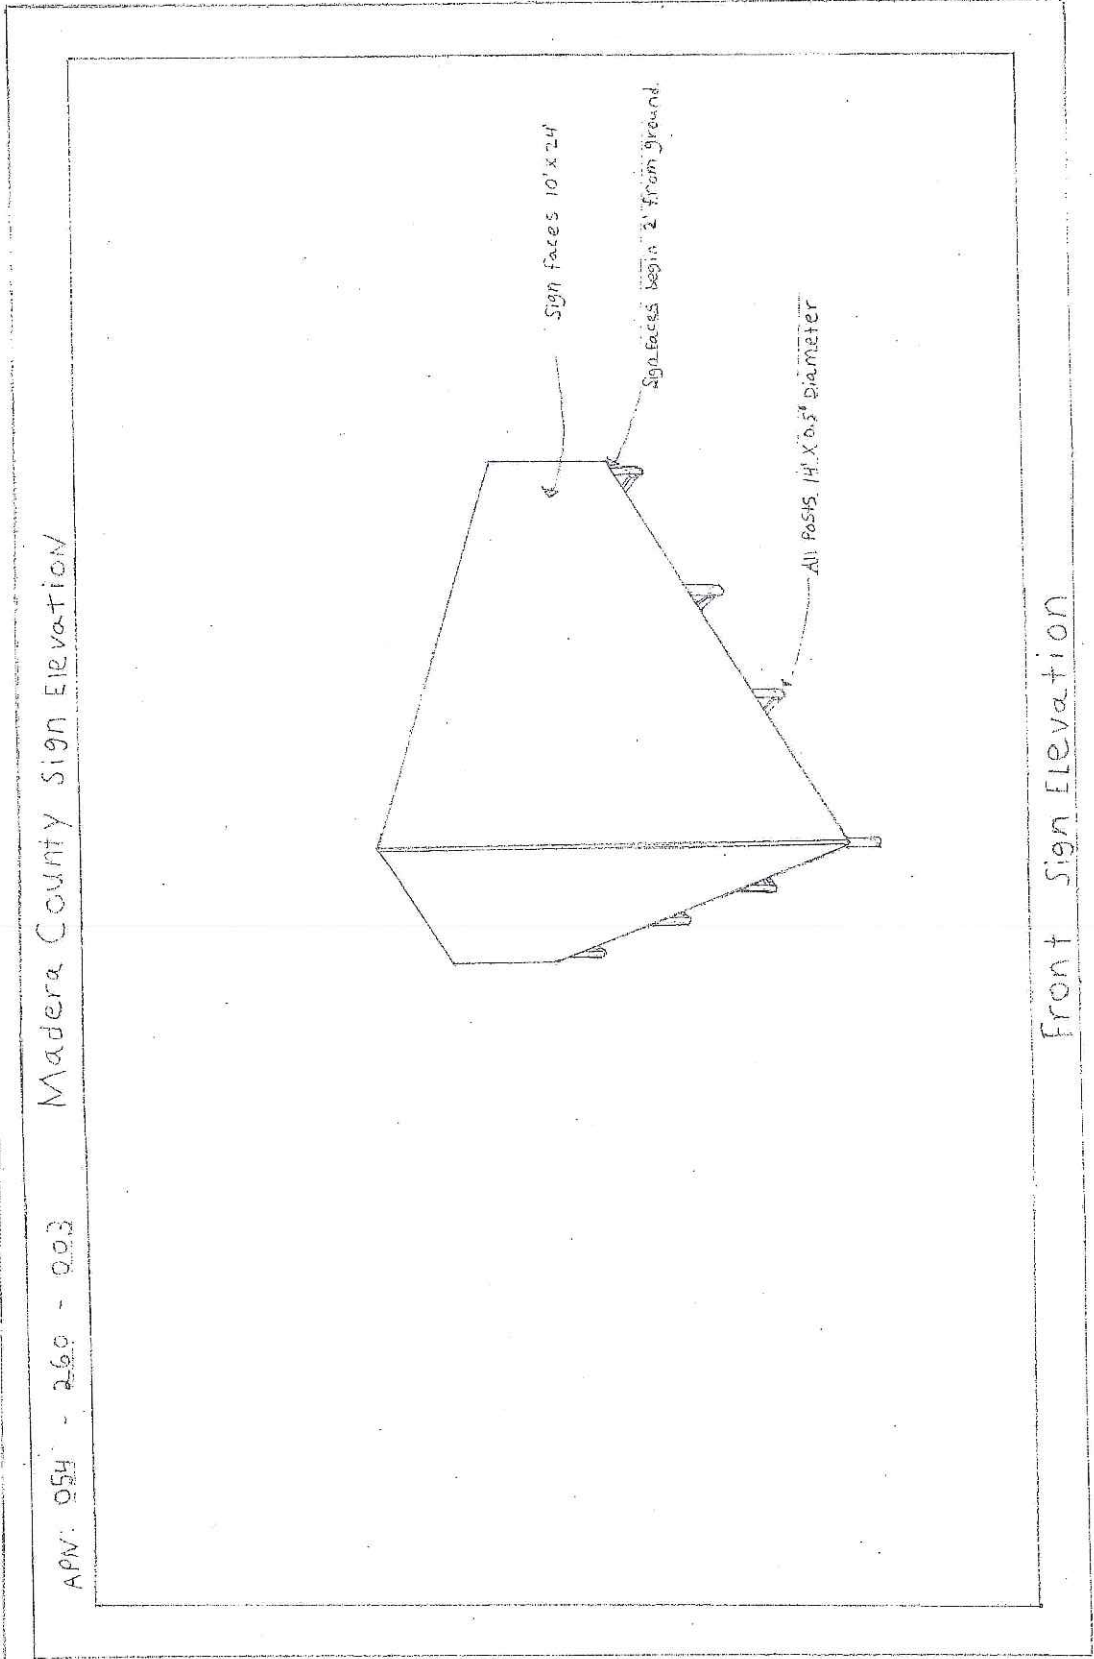 APN: 054 - 260 - 003 Madera County Sign Elevation
Sign faces 10' x 24'
Sign faces begin 2' from ground.
All Posts 14' X 0.5" Diameter
Front Sign Elevation